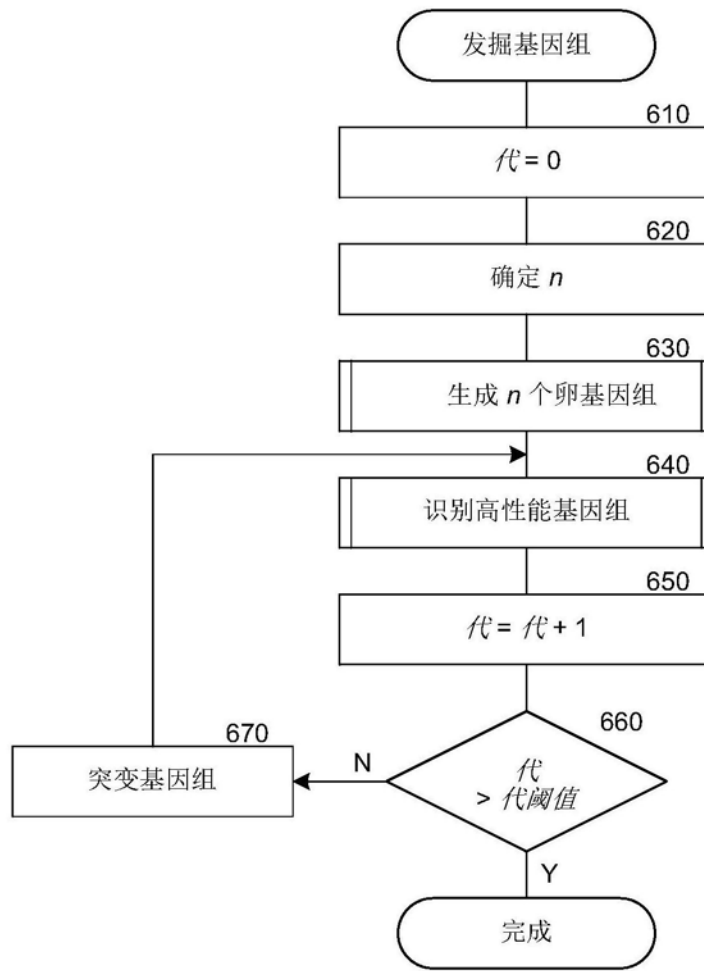 发掘基因组
610
代 = 0
620
确定 n
630
生成 n 个卵基因组
640
识别高性能基因组
650
代 = 代 + 1
660
代
> 代阈值
N
670
突变基因组
Y
完成